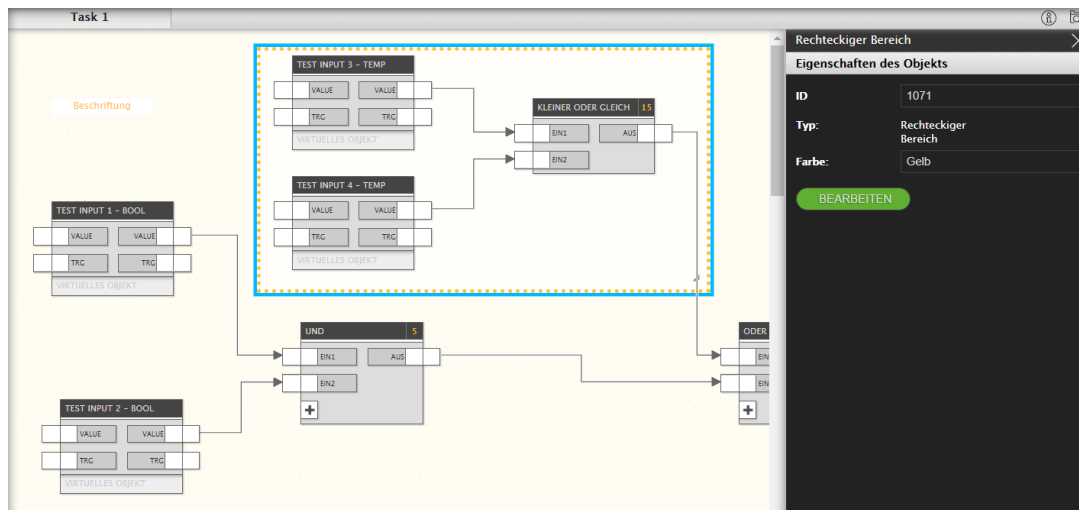 Task 1
Rechteckiger Bereich
Eigenschaften des Objekts
ID 1071
Typ: Rechteckiger
Bereich
Farbe: Gelb
BEARBEITEN
Beschriftung
TEST INPUT 3 - TEMP
VALUE VALUE
TRG TRG
VIRTUELLES OBJEKT
KLEINER ODER GLEICH 15
EIN1 AUS
EIN2
TEST INPUT 4 - TEMP
VALUE VALUE
TRG TRG
VIRTUELLES OBJEKT
TEST INPUT 1 - BOOL
VALUE VALUE
TRG TRG
VIRTUELLES OBJEKT
UND 5
EIN1 AUS
EIN2
ODER
EIN
EIN
TEST INPUT 2 - BOOL
VALUE VALUE
TRG TRG
VIRTUELLES OBJEKT